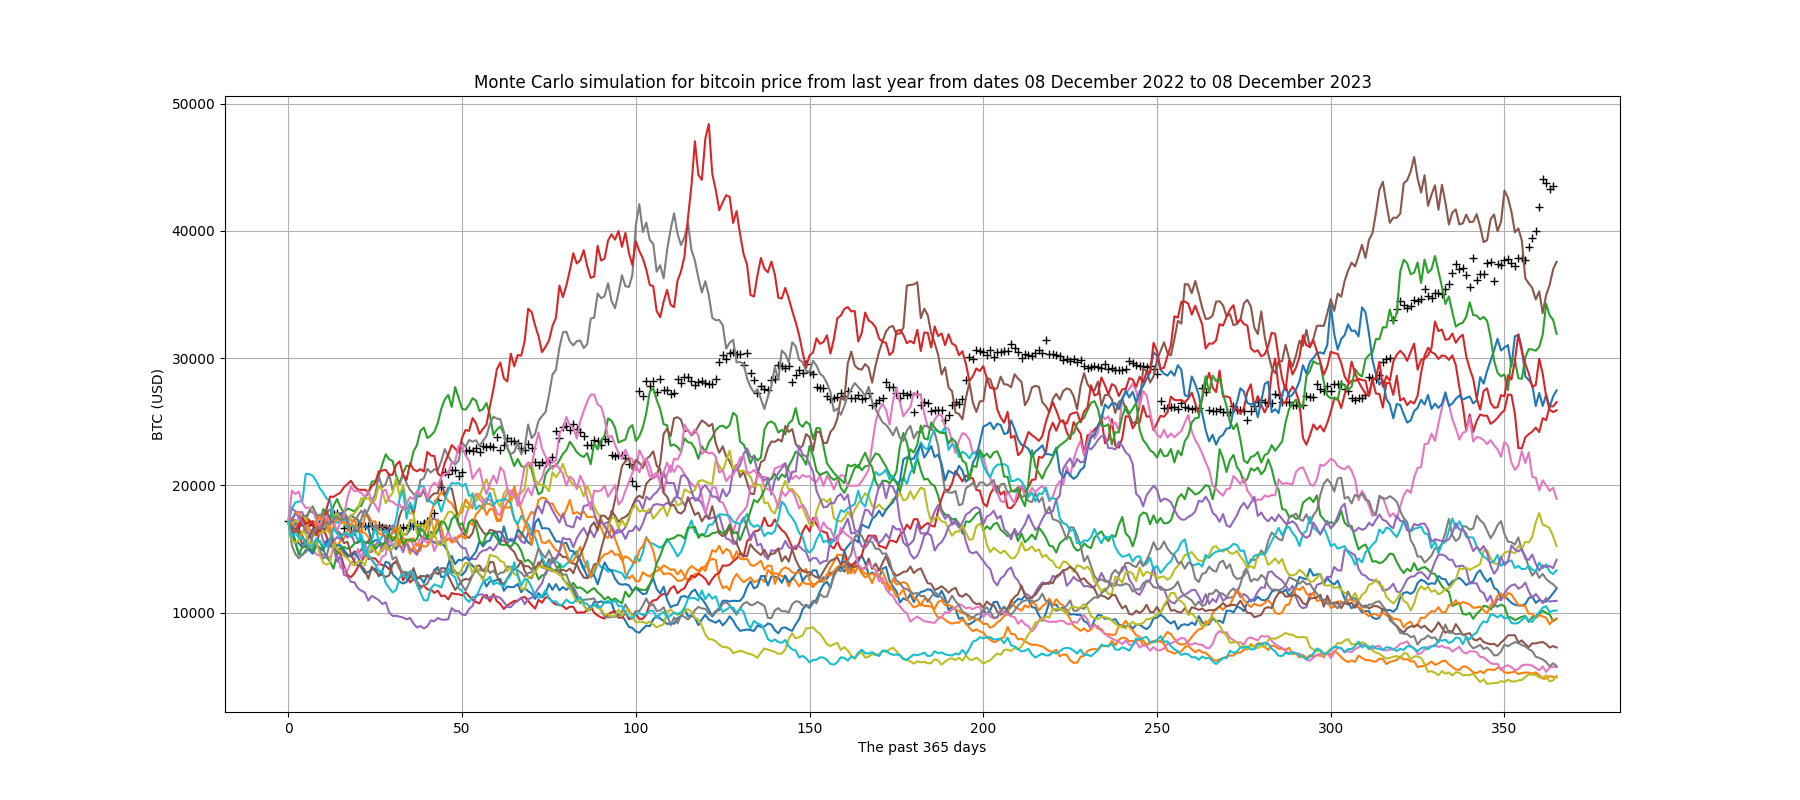 Monte Carlo simulation for bitcoin price from last year from dates 08 December 2022 to 08 December 2023
50000
40000
30000
20000
10000
BTC (USD)
0 50 100 150 200 250 300 350
The past 365 days